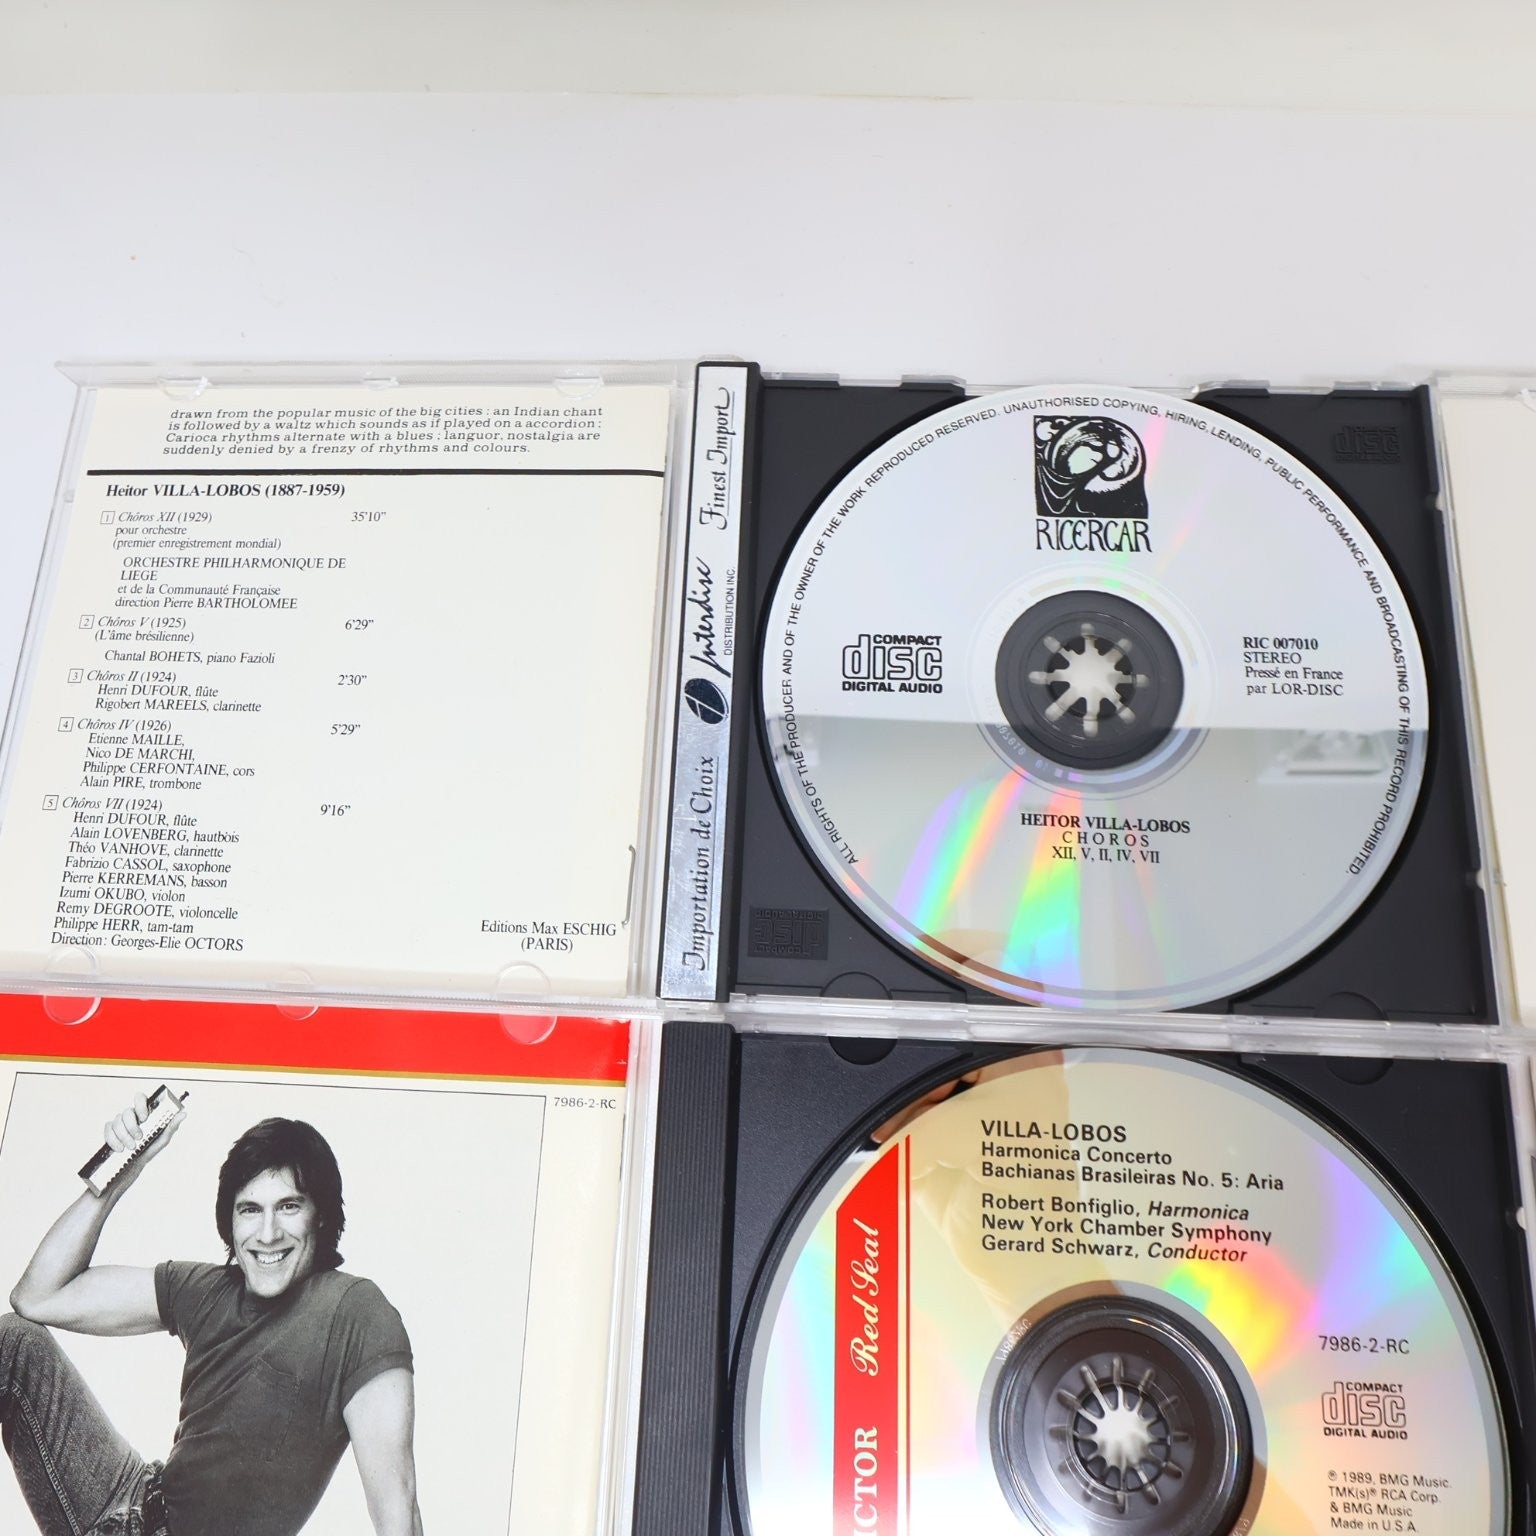 drawn from the popular music of the big cities : an Indian chant
is followed by a waltz which sounds as if played on a accordion ;
Carioca rhythms alternate with a blues ; languor, nostalgia are
suddenly denied by a frenzy of rhythms and colours.
Heitor VILLA-LOBOS (1887-1959)
1 Chôros XII (1929) 35'10"
pour orchestre
(premier enregistrement mondial)
ORCHESTRE PHILHARMONIQUE DE
LIEGE
et de la Communauté Française
direction Pierre BARTHOLOMEE
2 Chôros V (1925) 6'29"
(L'âme brésilienne)
Chantal BOHETS, piano Fazioli
3 Chôros II (1924) 2'30"
Henri DUFOUR, flûte
Rigobert MAREELS, clarinette
4 Chôros IV (1926) 5'29"
Etienne MAILLE,
Nico DE MARCHI,
Philippe CERFONTAINE, cors
Alain PIRE, trombone
5 Chôros VII (1924) 9'16"
Henri DUFOUR, flûte
Alain LOVENBERG, hautbois
Théo VANHOVE, clarinette
Fabrizio CASSOL, saxophone
Pierre KERREMANS, basson
Izumi OKUBO, violon
Remy DEGROOTE, violoncelle
Philippe HERR, tam-tam
Direction : Georges-Elie OCTORS
Editions Max ESCHIG
(PARIS)
Importation de Choix
Interdisc
DISTRIBUTION INC.
Finest Import
ALL RIGHTS OF THE PRODUCER AND OF THE OWNER OF THE WORK REPRODUCED RESERVED. UNAUTHORISED COPYING, HIRING, LENDING, PUBLIC PERFORMANCE AND BROADCASTING OF THIS RECORD PROHIBITED.
RICERCAR
COMPACT
disc
DIGITAL AUDIO
RIC 007010
STEREO
Pressé en France
par LOR-DISC
HEITOR VILLA-LOBOS
CHOROS
XII, V, II, IV, VII
COMPACT
disc
DIGITAL AUDIO
disc
7986-2-RC
VILLA-LOBOS
Harmonica Concerto
Bachianas Brasileiras No. 5: Aria
Robert Bonfiglio, Harmonica
New York Chamber Symphony
Gerard Schwarz, Conductor
Red Seal
ICTOR
7986-2-RC
COMPACT
disc
DIGITAL AUDIO
℗ 1989, BMG Music.
TMK(s)® RCA Corp.
& BMG Music
Made in U.S.A.